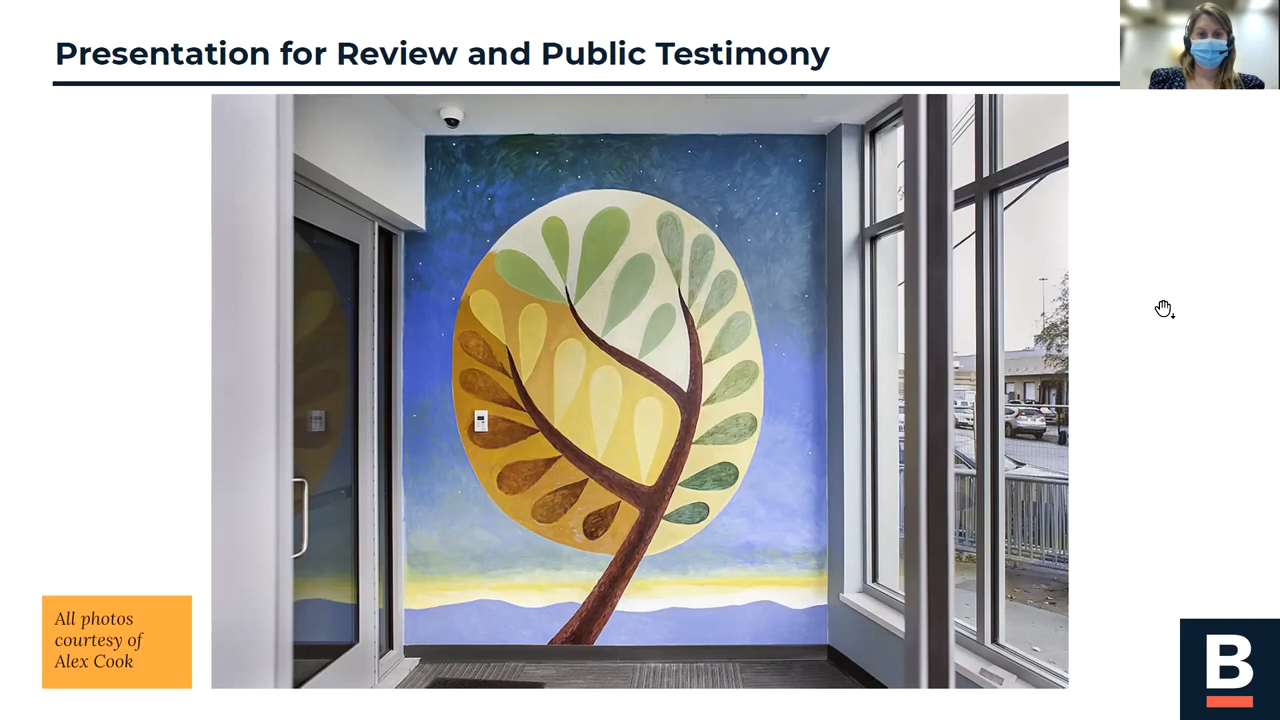 Presentation for Review and Public Testimony
All photos
courtesy of
Alex Cook
B